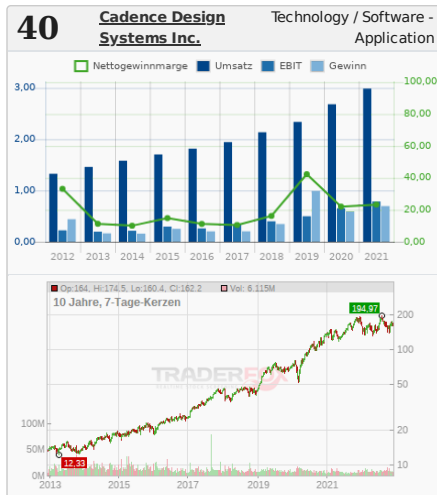 40 Cadence Design Systems Inc. Technology / Software - Application
Nettogewinnmarge Umsatz EBIT Gewinn
3,00 100,00
80,00
2,00
60,00
1,00 40,00
20,00
0,00 0,00
2012 2013 2014 2015 2016 2017 2018 2019 2020 2021
Op:164, Hi:174.5, Lo:160.4, Cl:162.2 Vol: 6.115M
10 Jahre, 7-Tage-Kerzen
194,97
200
100
TRADERFOX
50
100M 20
50M
12,33
10
0M
2013 2015 2017 2019 2021